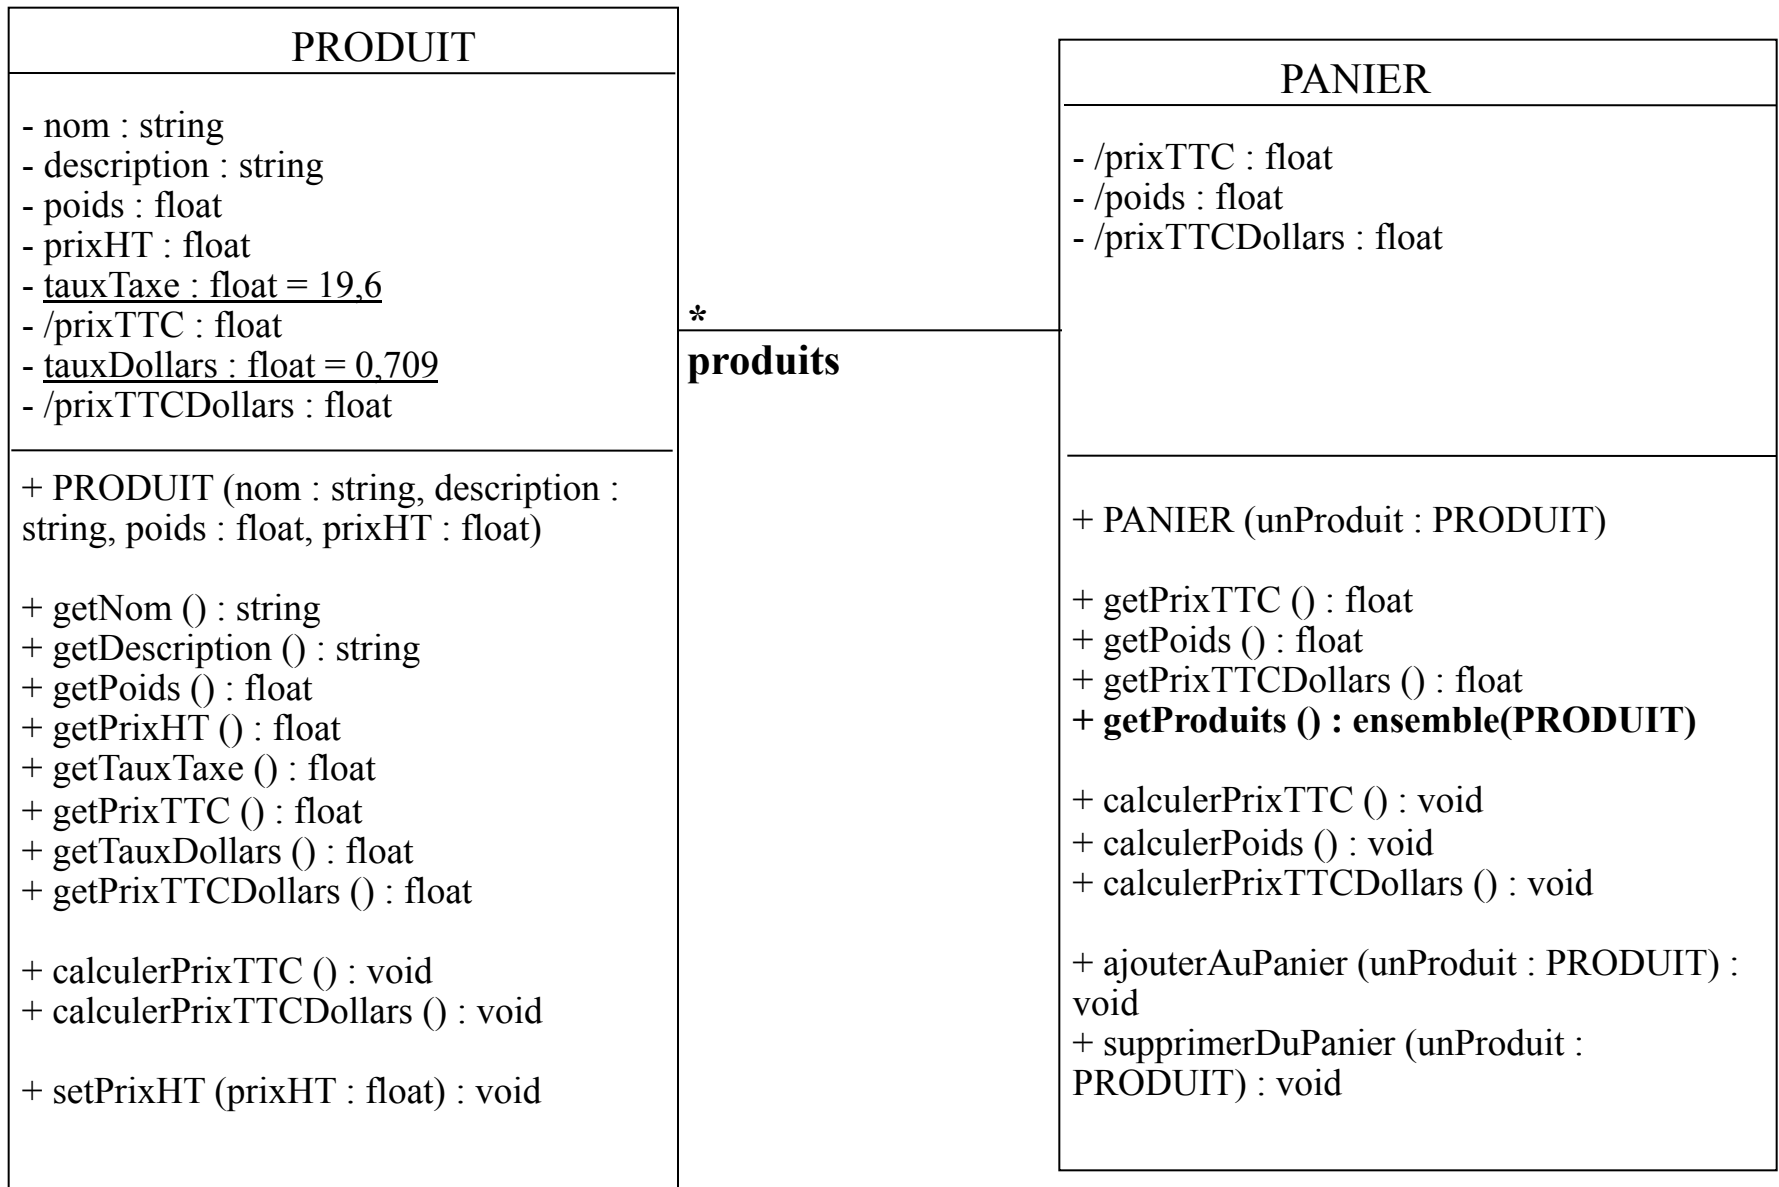 PRODUIT
- nom : string
- description : string
- poids : float
- prixHT : float
- tauxTaxe : float = 19,6
- /prixTTC : float
- tauxDollars : float = 0,709
- /prixTTCDollars : float
+ PRODUIT (nom : string, description :
string, poids : float, prixHT : float)
+ getNom () : string
+ getDescription () : string
+ getPoids () : float
+ getPrixHT () : float
+ getTauxTaxe () : float
+ getPrixTTC () : float
+ getTauxDollars () : float
+ getPrixTTCDollars () : float
+ calculerPrixTTC () : void
+ calculerPrixTTCDollars () : void
+ setPrixHT (prixHT : float) : void
*
produits
PANIER
- /prixTTC : float
- /poids : float
- /prixTTCDollars : float
+ PANIER (unProduit : PRODUIT)
+ getPrixTTC () : float
+ getPoids () : float
+ getPrixTTCDollars () : float
+ getProduits () : ensemble(PRODUIT)
+ calculerPrixTTC () : void
+ calculerPoids () : void
+ calculerPrixTTCDollars () : void
+ ajouterAuPanier (unProduit : PRODUIT) :
void
+ supprimerDuPanier (unProduit :
PRODUIT) : void